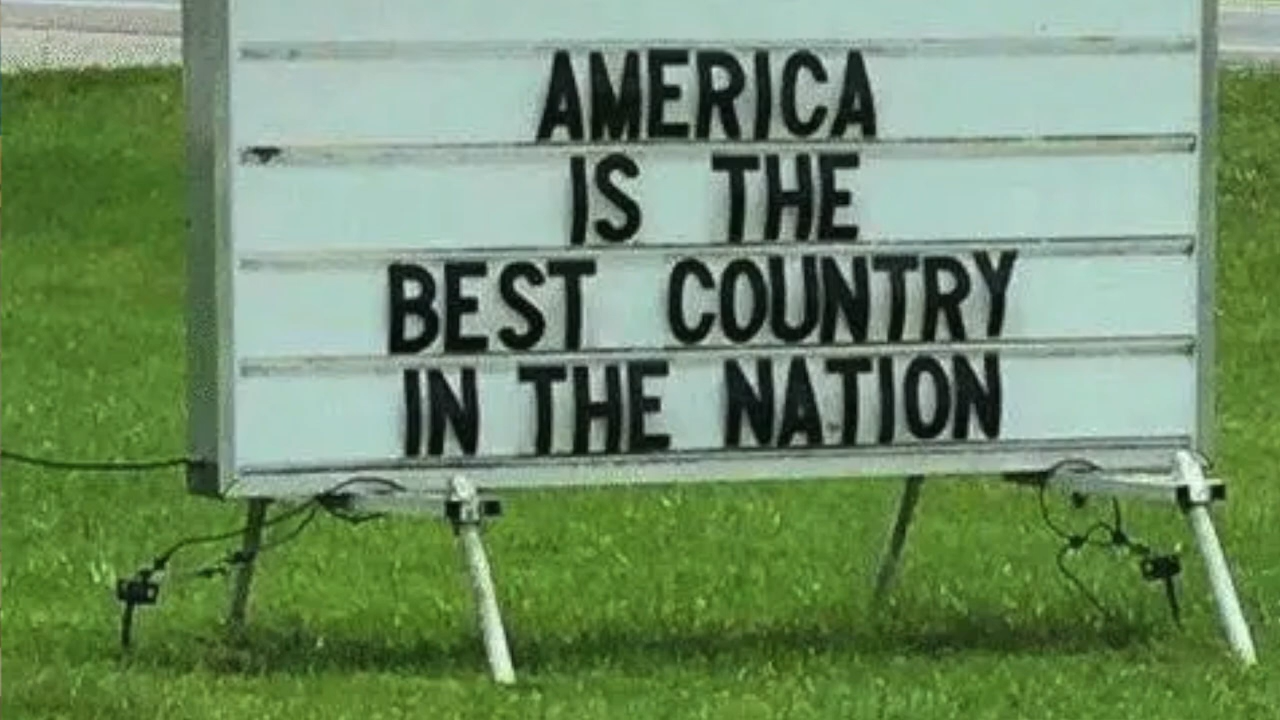 AMERICA
IS THE
BEST COUNTRY
IN THE NATION